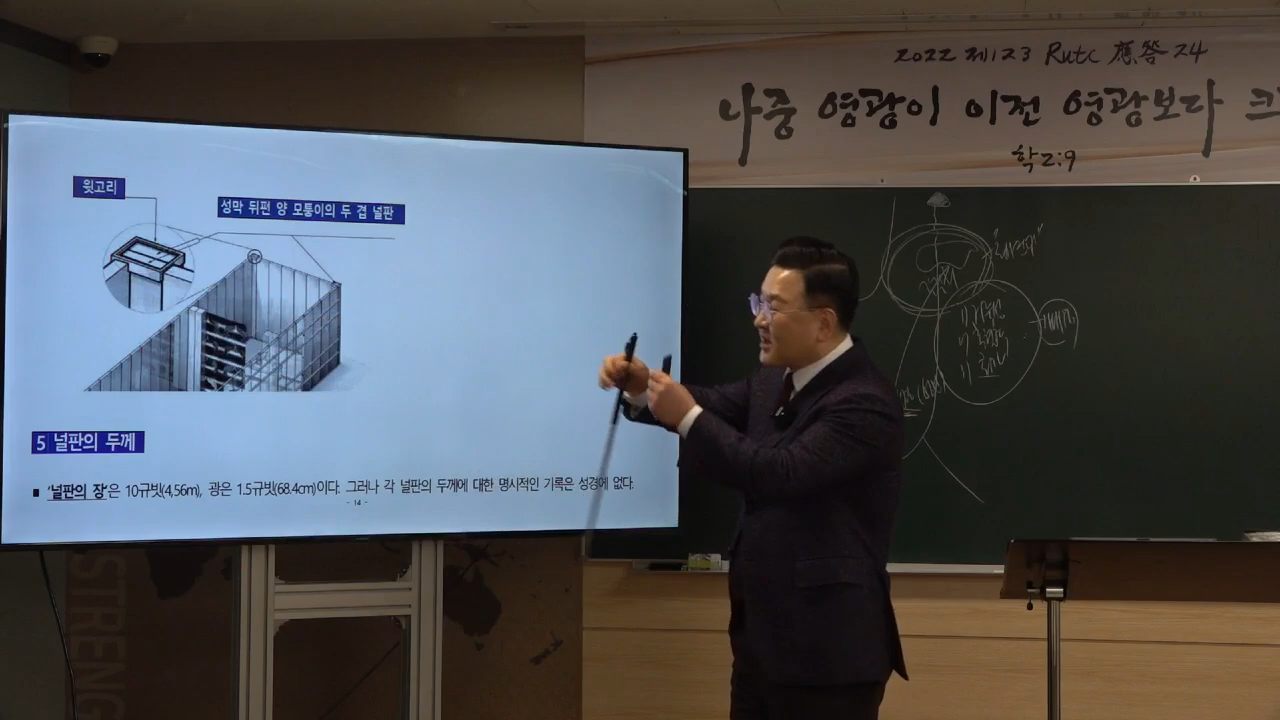 2022 제123 Rutc 應答 24
나중 영광이 이전 영광보다 크
학2:9
윗고리
성막 뒤편 양 모퉁이의 두 겹 널판
5 널판의 두께
▪ '널판의 장'은 10규빗(4,56m), 광은 1.5규빗(68.4cm)이다. 그러나 각 널판의 두께에 대한 명시적인 기록은 성경에 없다.
- 14 -
STRENG